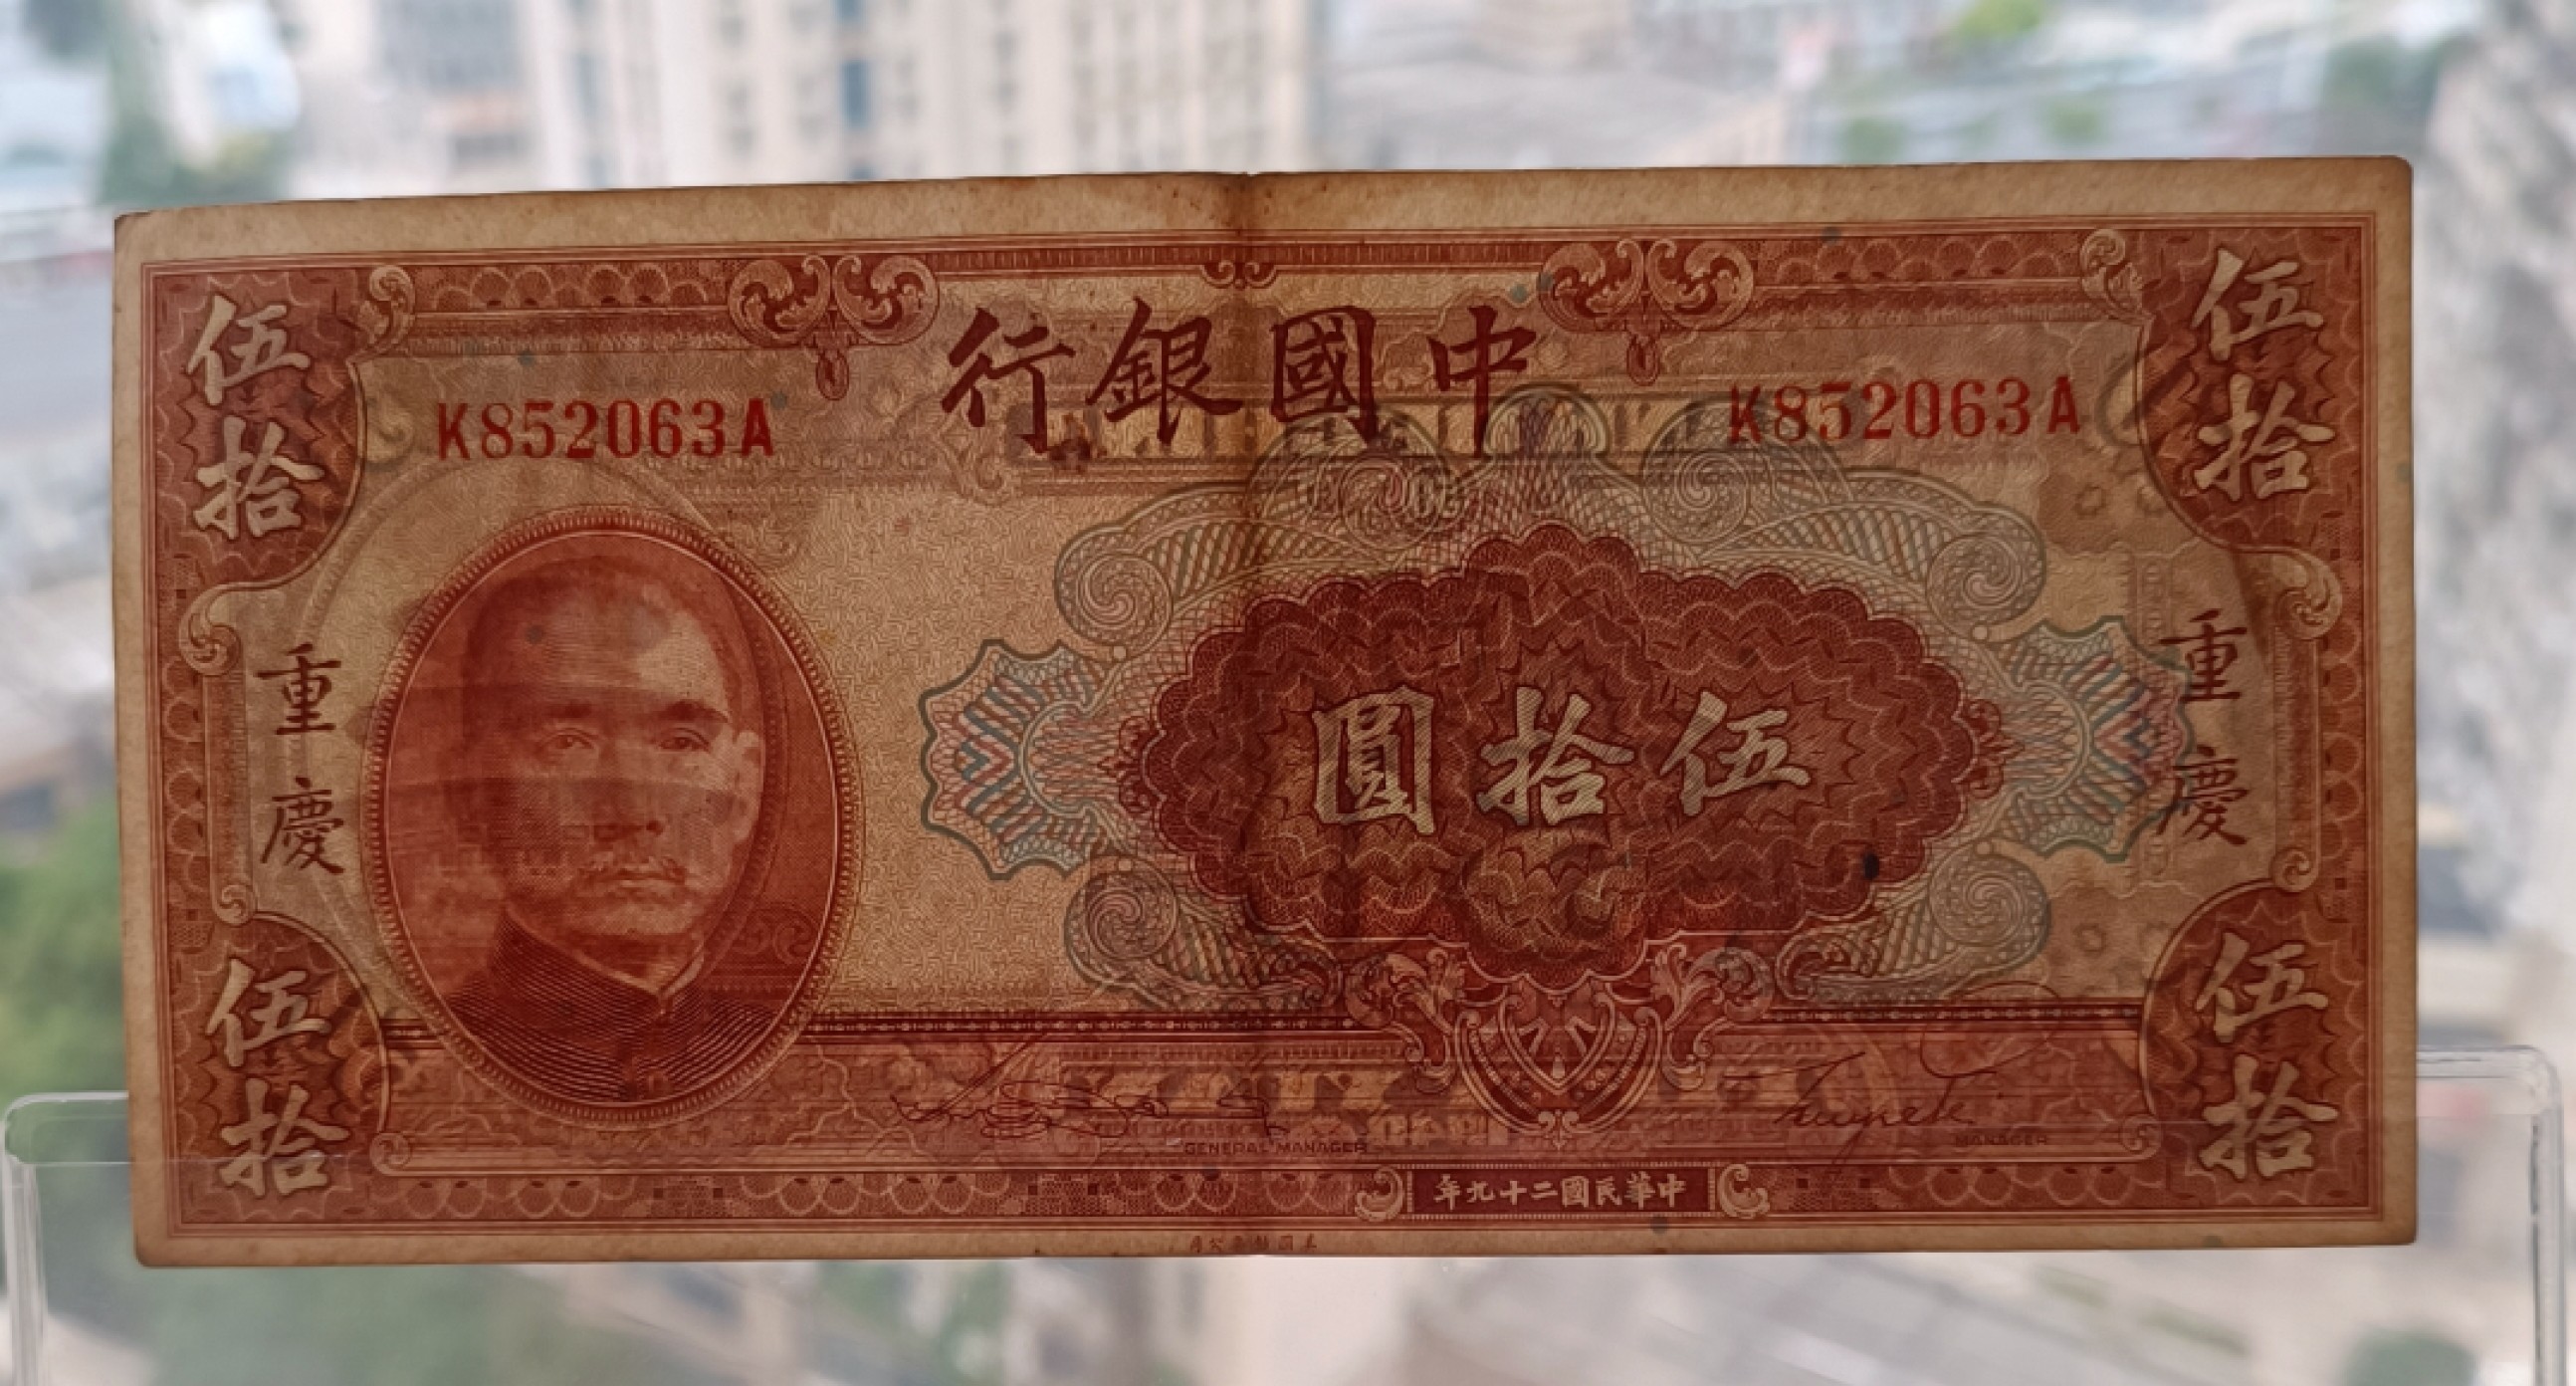 中國銀行
伍拾
伍拾
K852063A
K852063A
重慶
重慶
伍拾圓
伍拾
伍拾
GENERAL MANAGER
MANAGER
中華民國二十九年